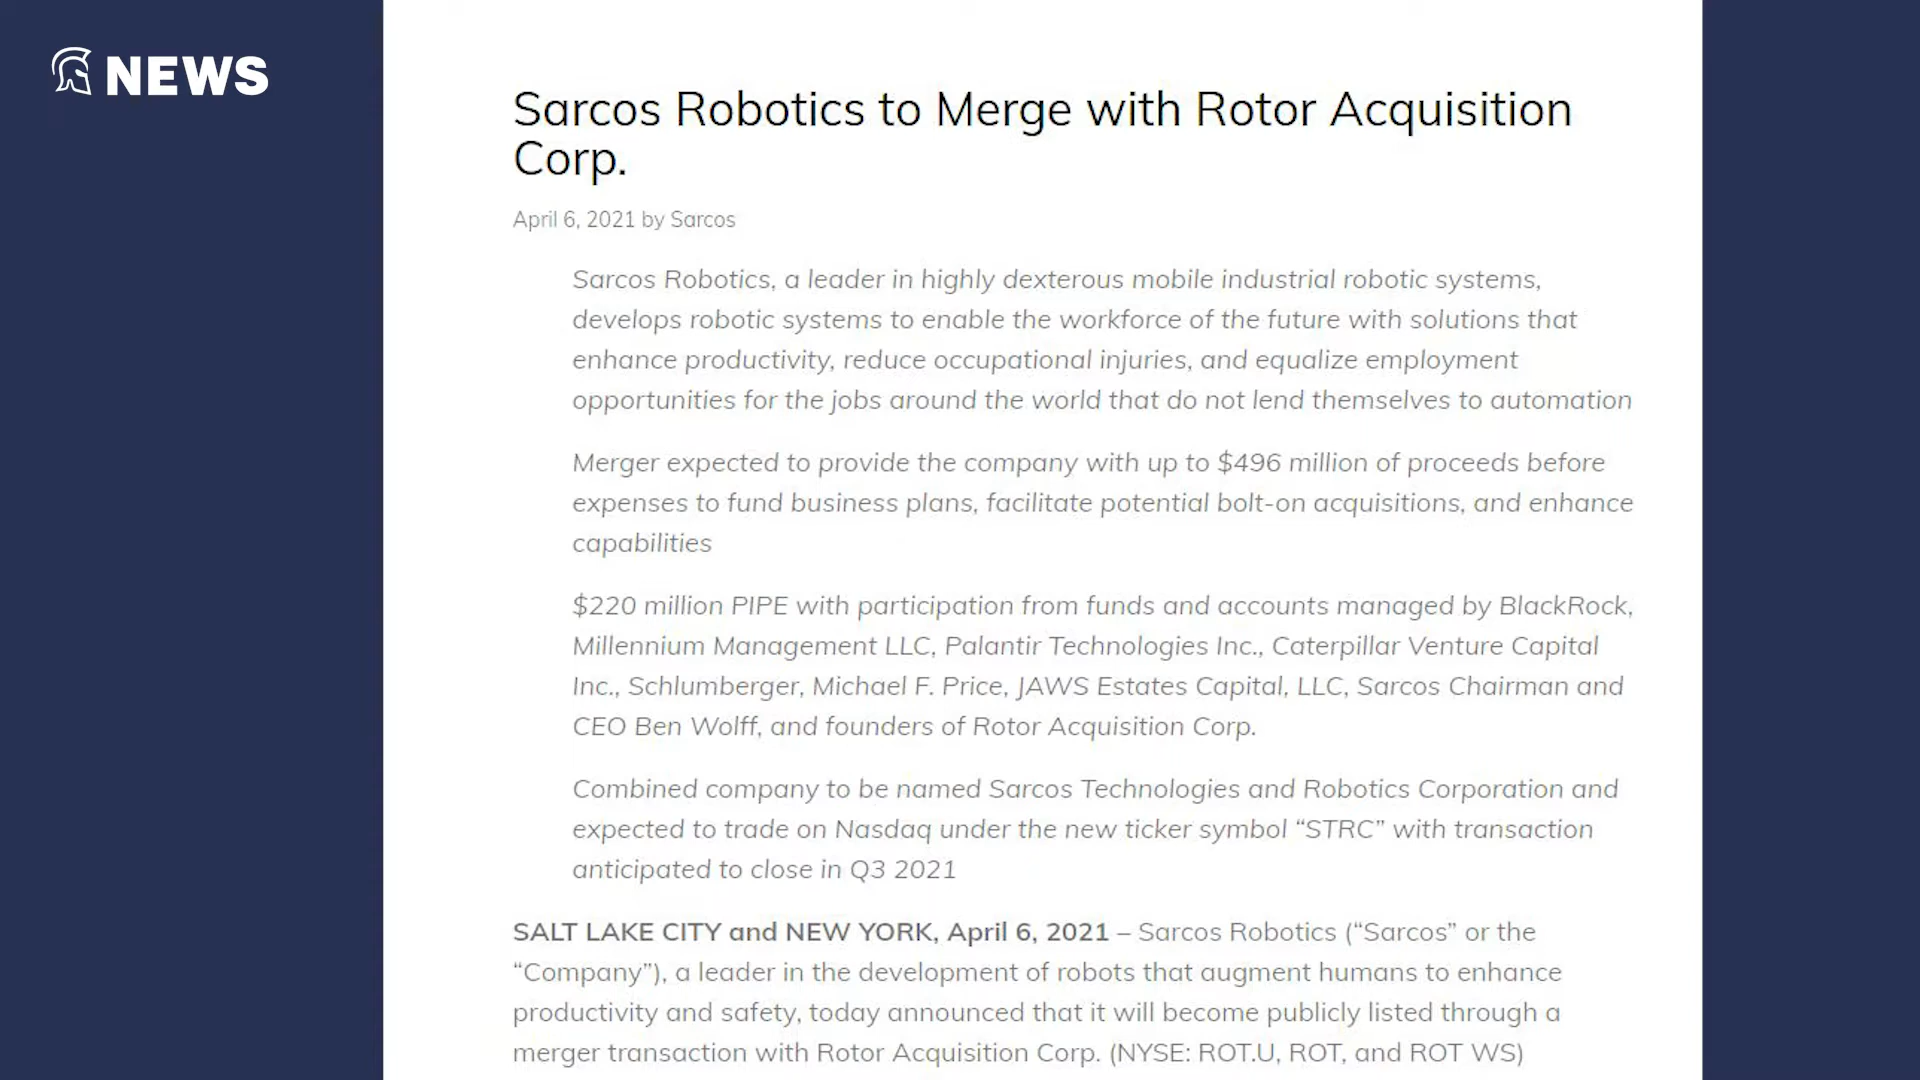 NEWS
Sarcos Robotics to Merge with Rotor Acquisition
Corp.
April 6, 2021 by Sarcos
Sarcos Robotics, a leader in highly dexterous mobile industrial robotic systems,
develops robotic systems to enable the workforce of the future with solutions that
enhance productivity, reduce occupational injuries, and equalize employment
opportunities for the jobs around the world that do not lend themselves to automation
Merger expected to provide the company with up to $496 million of proceeds before
expenses to fund business plans, facilitate potential bolt-on acquisitions, and enhance
capabilities
$220 million PIPE with participation from funds and accounts managed by BlackRock,
Millennium Management LLC, Palantir Technologies Inc., Caterpillar Venture Capital
Inc., Schlumberger, Michael F. Price, JAWS Estates Capital, LLC, Sarcos Chairman and
CEO Ben Wolff, and founders of Rotor Acquisition Corp.
Combined company to be named Sarcos Technologies and Robotics Corporation and
expected to trade on Nasdaq under the new ticker symbol “STRC” with transaction
anticipated to close in Q3 2021
SALT LAKE CITY and NEW YORK, April 6, 2021 – Sarcos Robotics (“Sarcos” or the
“Company”), a leader in the development of robots that augment humans to enhance
productivity and safety, today announced that it will become publicly listed through a
merger transaction with Rotor Acquisition Corp. (NYSE: ROT.U, ROT, and ROT WS)